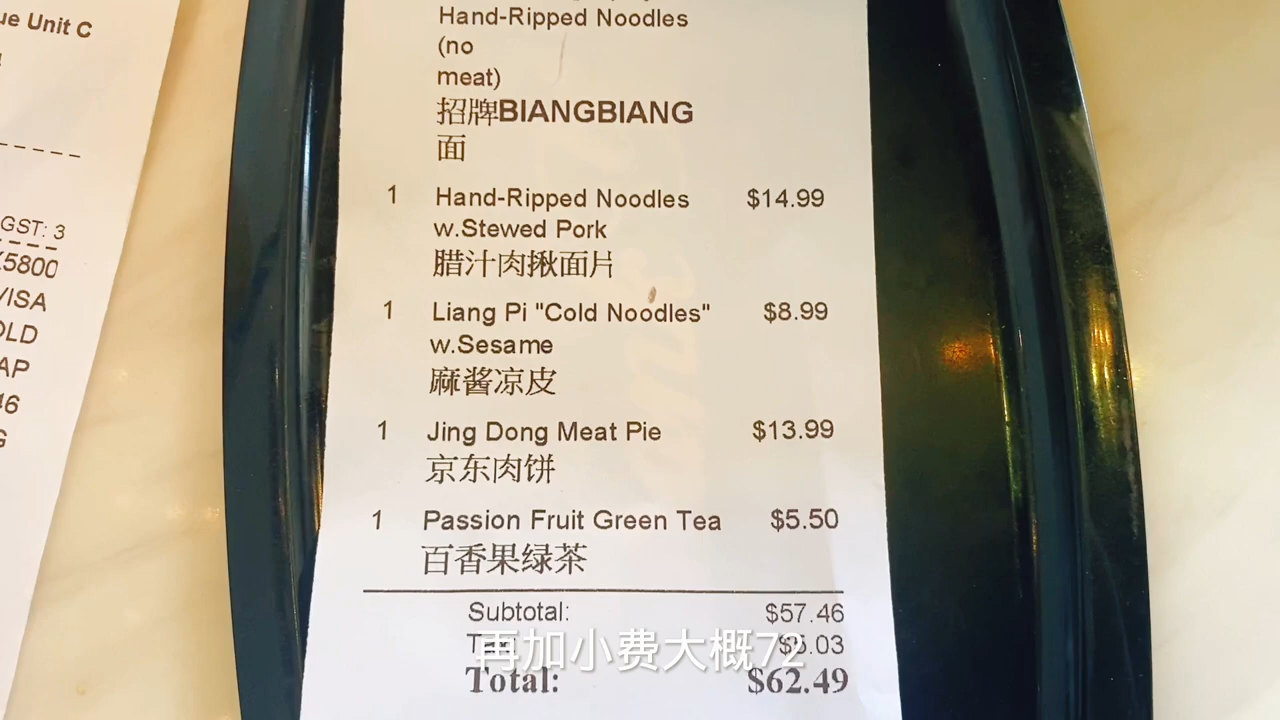 ue Unit C
GST: 3
5800
VISA
OLD
AP
46
G
Hand-Ripped Noodles
(no
meat)
招牌BIANGBIANG
面
1 Hand-Ripped Noodles $14.99
w.Stewed Pork
腊汁肉揪面片
1 Liang Pi "Cold Noodles" $8.99
w.Sesame
麻酱凉皮
1 Jing Dong Meat Pie $13.99
京东肉饼
1 Passion Fruit Green Tea $5.50
百香果绿茶
Subtotal: $57.46
Tax: $5.03
再加小费大概72
Total: $62.49